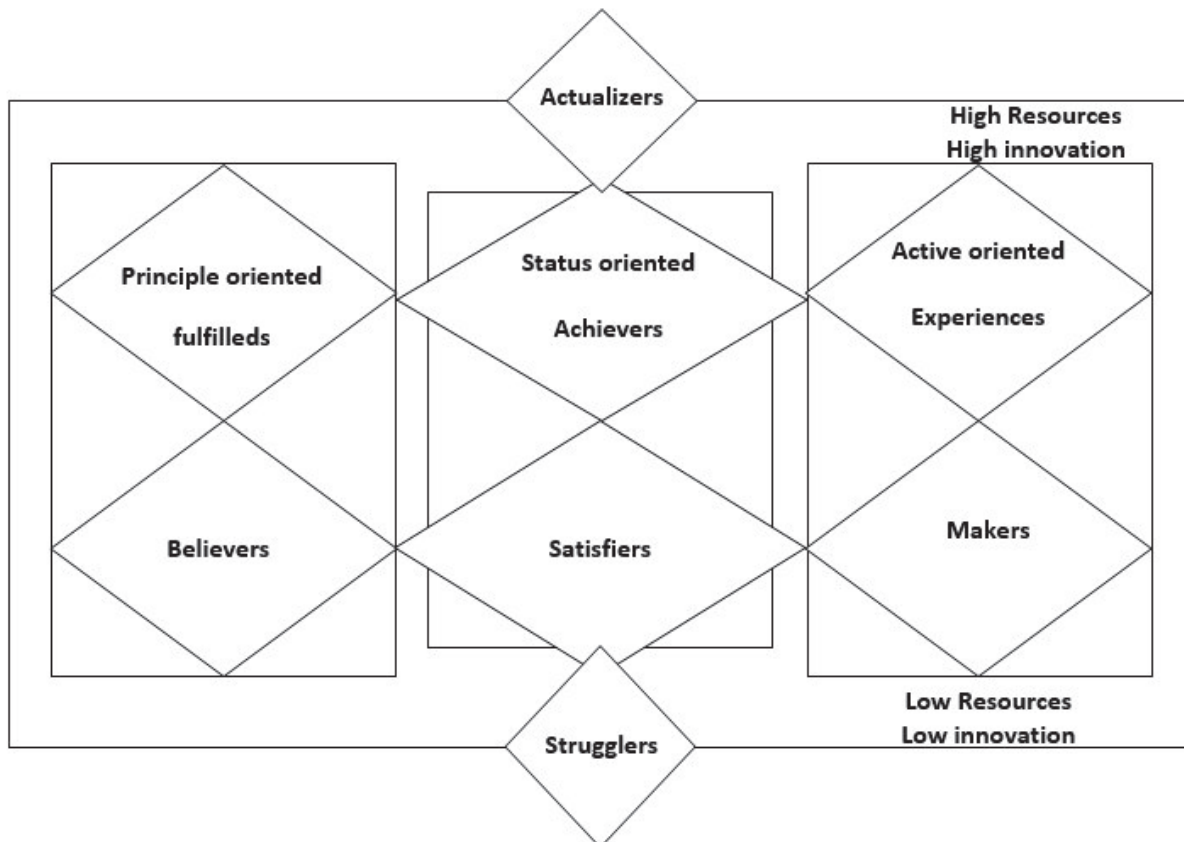 Actualizers
High Resources
High innovation
Principle oriented
fulfilleds
Status oriented
Achievers
Active oriented
Experiences
Believers
Satisfiers
Makers
Low Resources
Low innovation
Strugglers